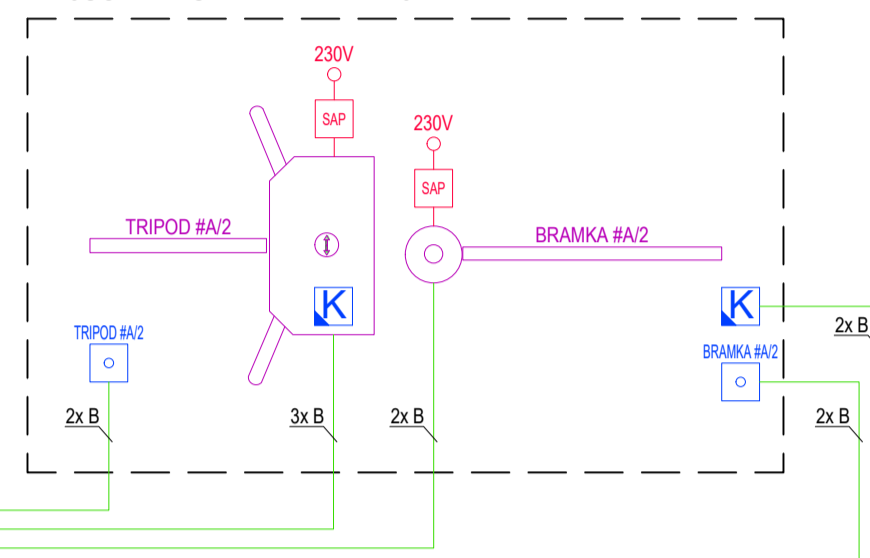 230V
SAP
230V
SAP
TRIPOD #A/2
BRAMKA #A/2
K
K
2x B
TRIPOD #A/2
BRAMKA #A/2
2x B
3x B
2x B
2x B